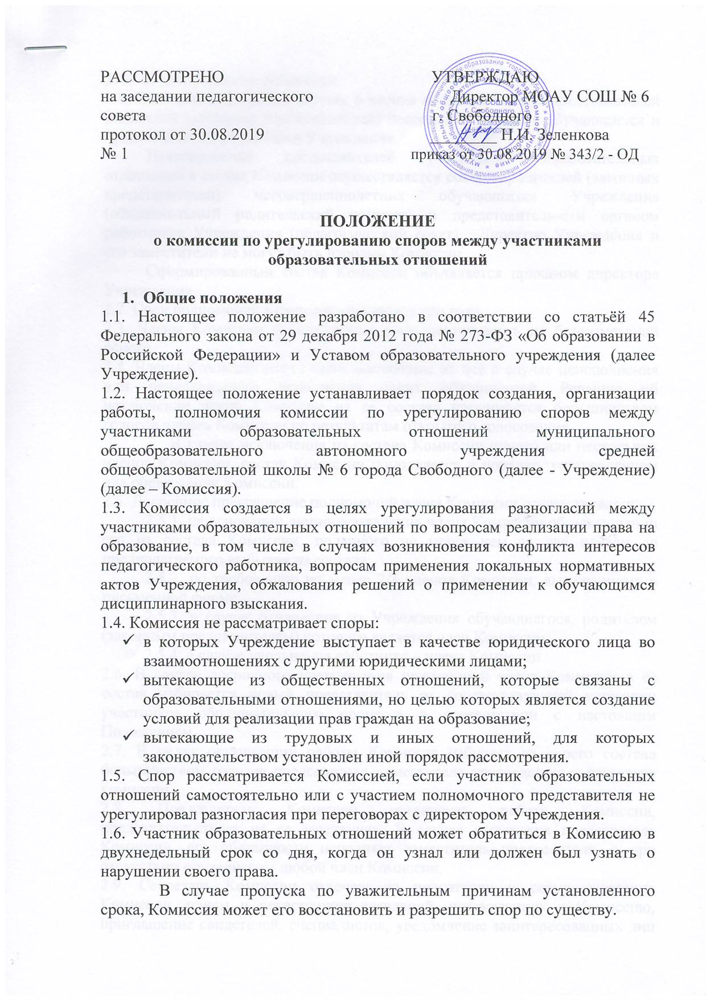 РАССМОТРЕНО
на заседании педагогического
совета
протокол от 30.08.2019
№ 1
УТВЕРЖДАЮ
Директор МОАУ СОШ № 6
г. Свободного
________ Н.И. Зеленкова
приказ от 30.08.2019 № 343/2 - ОД
МОАУ СОШ №6
г. Свободного
ПОЛОЖЕНИЕ
о комиссии по урегулированию споров между участниками
образовательных отношений
1. Общие положения
1.1. Настоящее положение разработано в соответствии со статьёй 45
Федерального закона от 29 декабря 2012 года № 273-ФЗ «Об образовании в
Российской Федерации» и Уставом образовательного учреждения (далее
Учреждение).
1.2. Настоящее положение устанавливает порядок создания, организации
работы, полномочия комиссии по урегулированию споров между
участниками образовательных отношений муниципального
общеобразовательного автономного учреждения средней
общеобразовательной школы № 6 города Свободного (далее - Учреждение)
(далее – Комиссия).
1.3. Комиссия создается в целях урегулирования разногласий между
участниками образовательных отношений по вопросам реализации права на
образование, в том числе в случаях возникновения конфликта интересов
педагогического работника, вопросам применения локальных нормативных
актов Учреждения, обжалования решений о применении к обучающимся
дисциплинарного взыскания.
1.4. Комиссия не рассматривает споры:
✓ в которых Учреждение выступает в качестве юридического лица во
взаимоотношениях с другими юридическими лицами;
✓ вытекающие из общественных отношений, которые связаны с
образовательными отношениями, но целью которых является создание
условий для реализации прав граждан на образование;
✓ вытекающие из трудовых и иных отношений, для которых
законодательством установлен иной порядок рассмотрения.
1.5. Спор рассматривается Комиссией, если участник образовательных
отношений самостоятельно или с участием полномочного представителя не
урегулировал разногласия при переговорах с директором Учреждения.
1.6. Участник образовательных отношений может обратиться в Комиссию в
двухнедельный срок со дня, когда он узнал или должен был узнать о
нарушении своего права.
В случае пропуска по уважительным причинам установленного
срока, Комиссия может его восстановить и разрешить спор по существу.